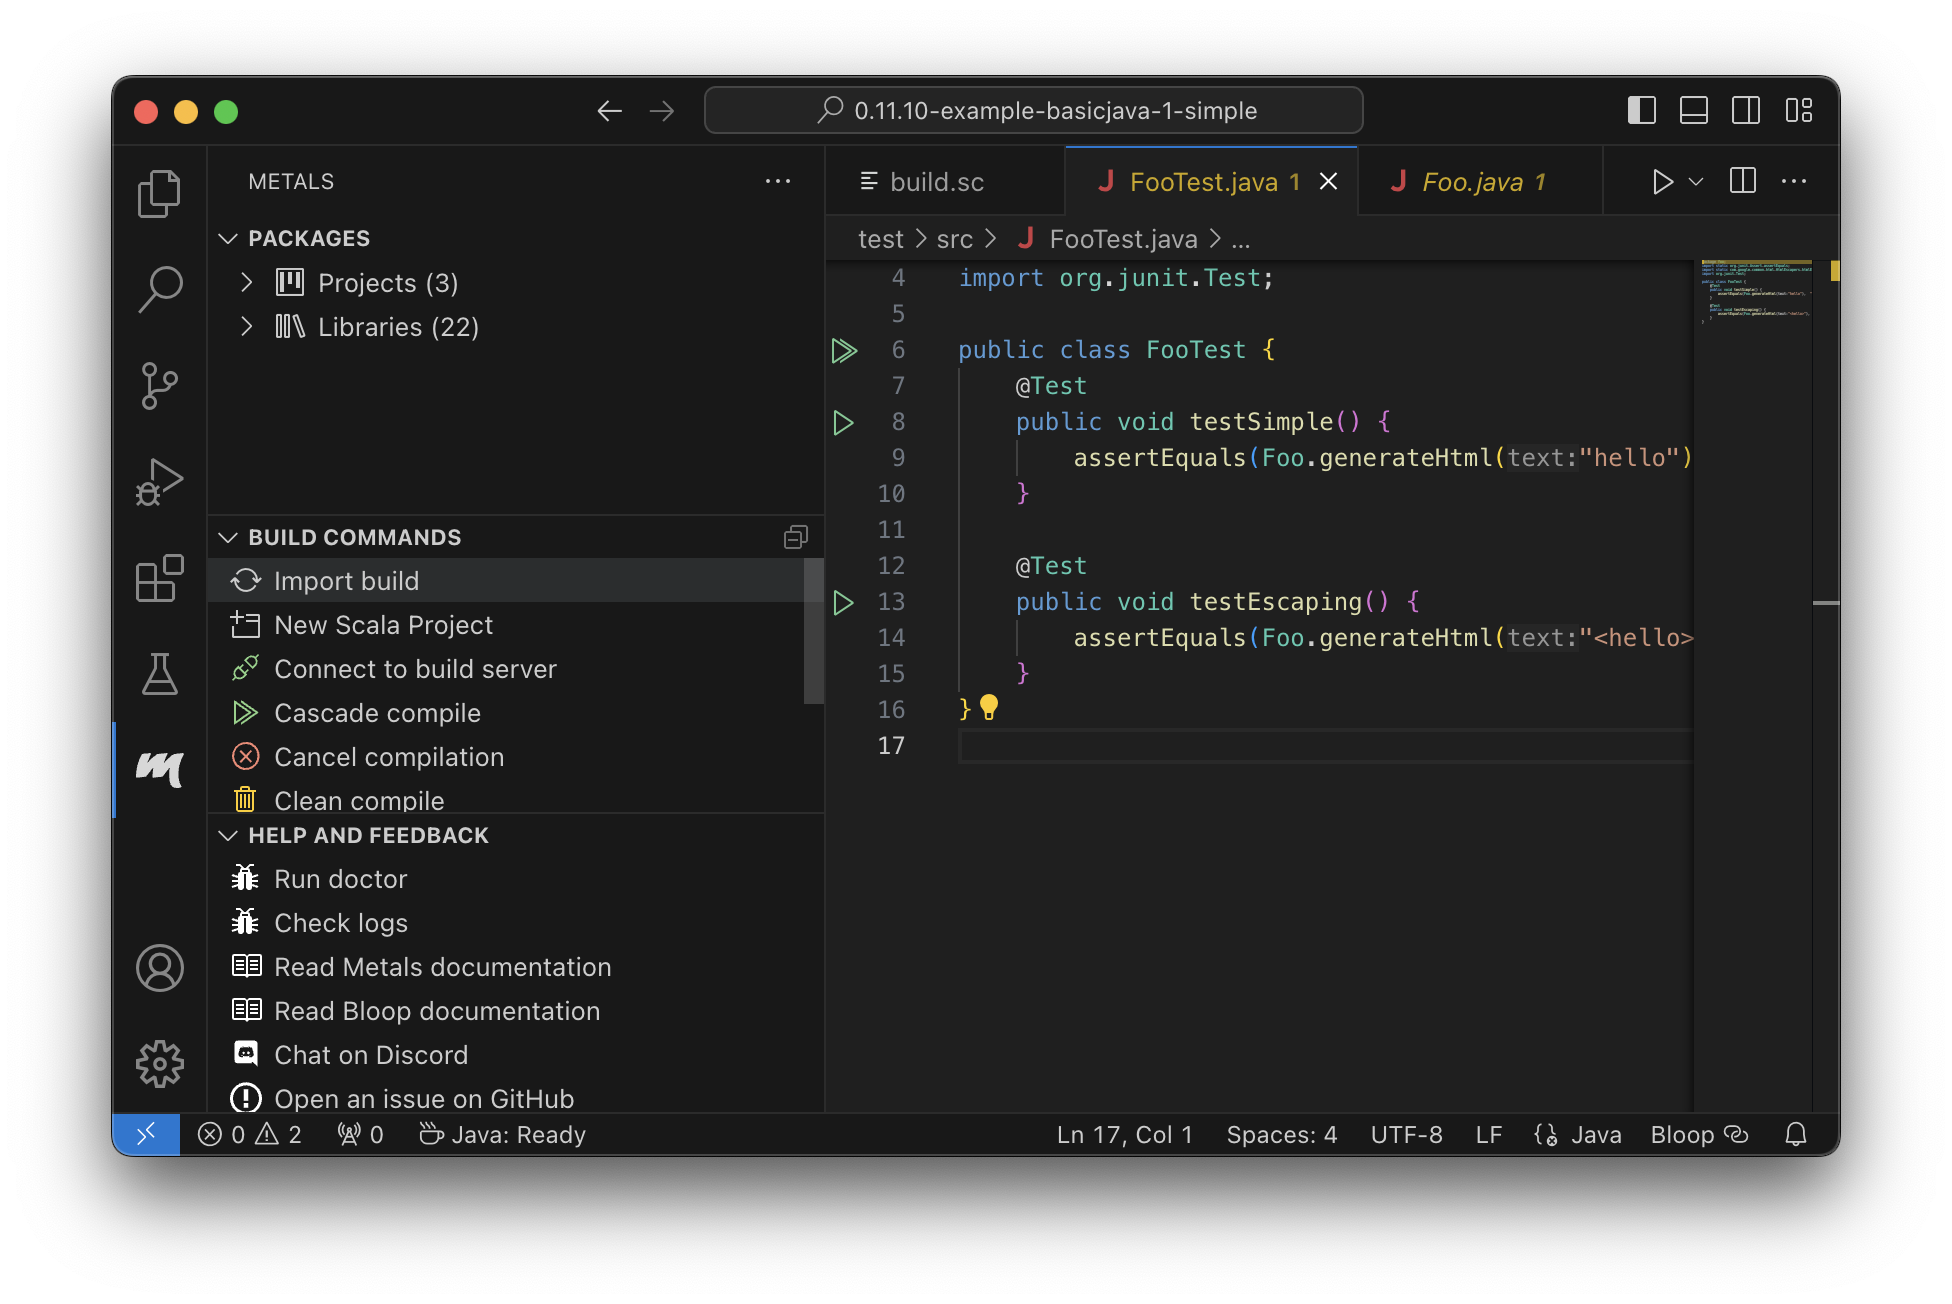 0.11.10-example-basicjava-1-simple
METALS
PACKAGES
Projects (3)
Libraries (22)
BUILD COMMANDS
Import build
New Scala Project
Connect to build server
Cascade compile
Cancel compilation
Clean compile
HELP AND FEEDBACK
Run doctor
Check logs
Read Metals documentation
Read Bloop documentation
Chat on Discord
Open an issue on GitHub
build.sc
FooTest.java 1
Foo.java 1
test > src > FooTest.java > ...
4 import org.junit.Test;
5
6 public class FooTest {
7 @Test
8 public void testSimple() {
9 assertEquals(Foo.generateHtml(text:"hello")
10 }
11
12 @Test
13 public void testEscaping() {
14 assertEquals(Foo.generateHtml(text:"<hello>
15 }
16 }
17
0 2 0 Java: Ready Ln 17, Col 1 Spaces: 4 UTF-8 LF Java Bloop